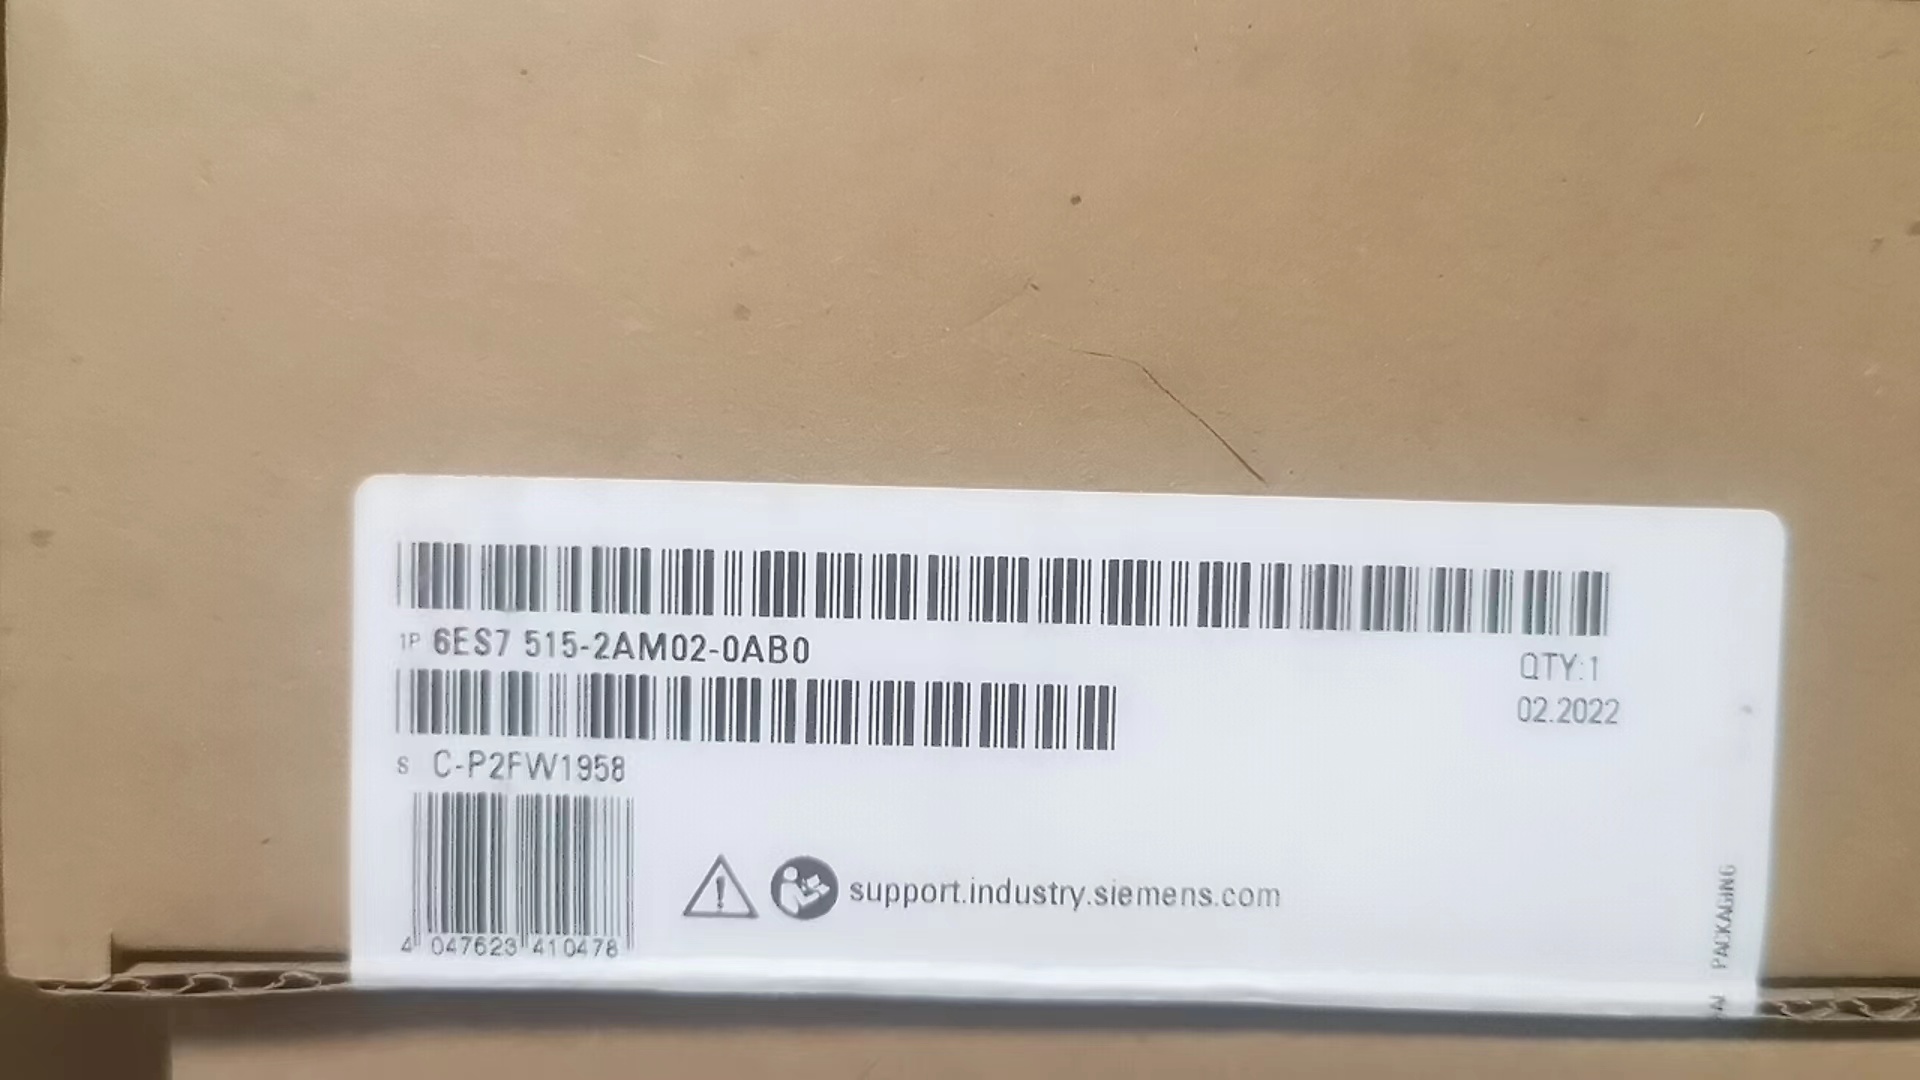 1P 6ES7 515-2AM02-0AB0
QTY:1
02.2022
S C-P2FW1958
4 047623 410478
support.industry.siemens.com
PACKAGING